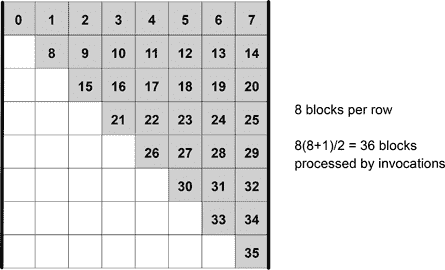 0 1 2 3 4 5 6 7
8 9 10 11 12 13 14
15 16 17 18 19 20
21 22 23 24 25
26 27 28 29
30 31 32
33 34
35
8 blocks per row
8(8+1)/2 = 36 blocks
processed by invocations